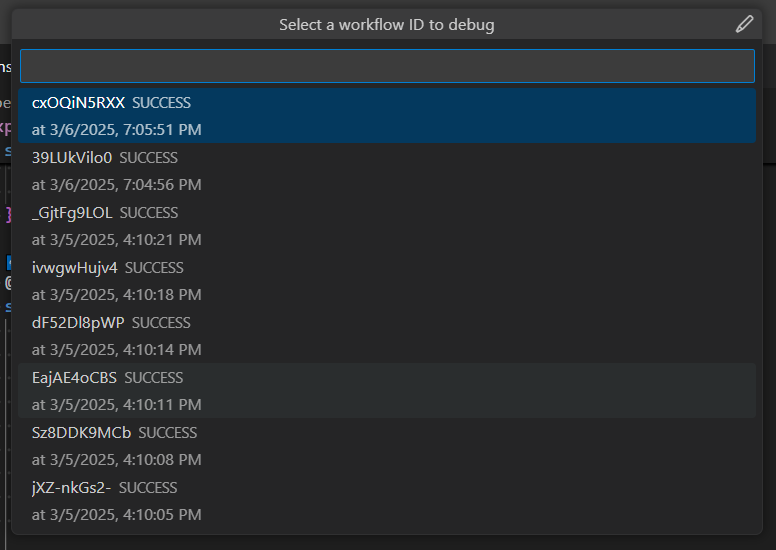 Select a workflow ID to debug
cxOQiN5RXX SUCCESS
at 3/6/2025, 7:05:51 PM
39LUkVilo0 SUCCESS
at 3/6/2025, 7:04:56 PM
_GjtFg9LOL SUCCESS
at 3/5/2025, 4:10:21 PM
ivwgwHujv4 SUCCESS
at 3/5/2025, 4:10:18 PM
dF52Dl8pWP SUCCESS
at 3/5/2025, 4:10:14 PM
EajAE4oCBS SUCCESS
at 3/5/2025, 4:10:11 PM
Sz8DDK9MCb SUCCESS
at 3/5/2025, 4:10:08 PM
jXZ-nkGs2- SUCCESS
at 3/5/2025, 4:10:05 PM